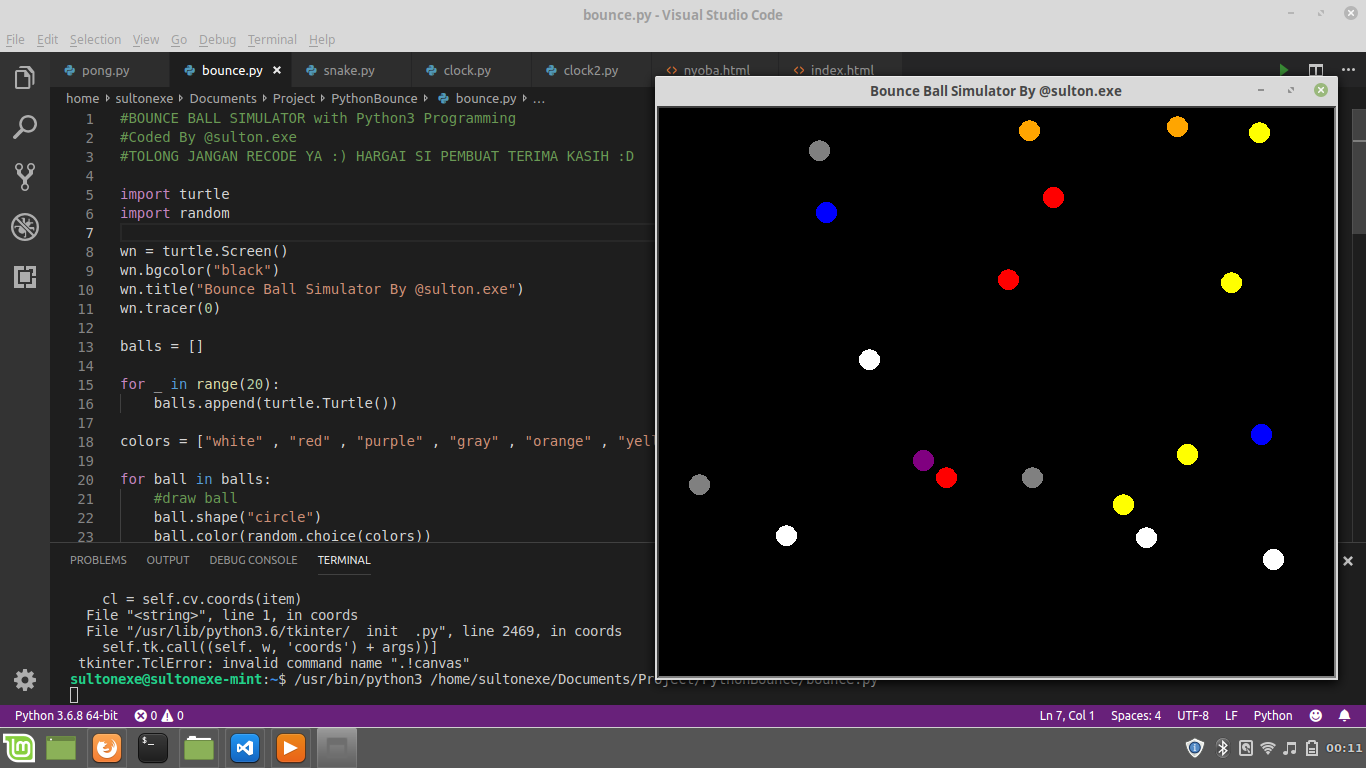 bounce.py - Visual Studio Code
File Edit Selection View Go Debug Terminal Help
pong.py bounce.py snake.py clock.py clock2.py nyoba.html index.html
home sultonexe Documents Project PythonBounce bounce.py ...
Bounce Ball Simulator By @sulton.exe
1 #BOUNCE BALL SIMULATOR with Python3 Programming
2 #Coded By @sulton.exe
3 #TOLONG JANGAN RECODE YA :) HARGAI SI PEMBUAT TERIMA KASIH :D
4
5 import turtle
6 import random
7
8 wn = turtle.Screen()
9 wn.bgcolor("black")
10 wn.title("Bounce Ball Simulator By @sulton.exe")
11 wn.tracer(0)
12
13 balls = []
14
15 for _ in range(20):
16     balls.append(turtle.Turtle())
17
18 colors = ["white" , "red" , "purple" , "gray" , "orange" , "yell
19
20 for ball in balls:
21     #draw ball
22     ball.shape("circle")
23     ball.color(random.choice(colors))
PROBLEMS OUTPUT DEBUG CONSOLE TERMINAL
cl = self.cv.coords(item)
File "<string>", line 1, in coords
File "/usr/lib/python3.6/tkinter/  init  .py", line 2469, in coords
self.tk.call((self. w, 'coords') + args))]
tkinter.TclError: invalid command name ".!canvas"
sultonexe@sultonexe-mint:~$ /usr/bin/python3 /home/sultonexe/Documents/Project/PythonBounce/bounce.py
Python 3.6.8 64-bit 0 0 Ln 7, Col 1 Spaces: 4 UTF-8 LF Python
00:11